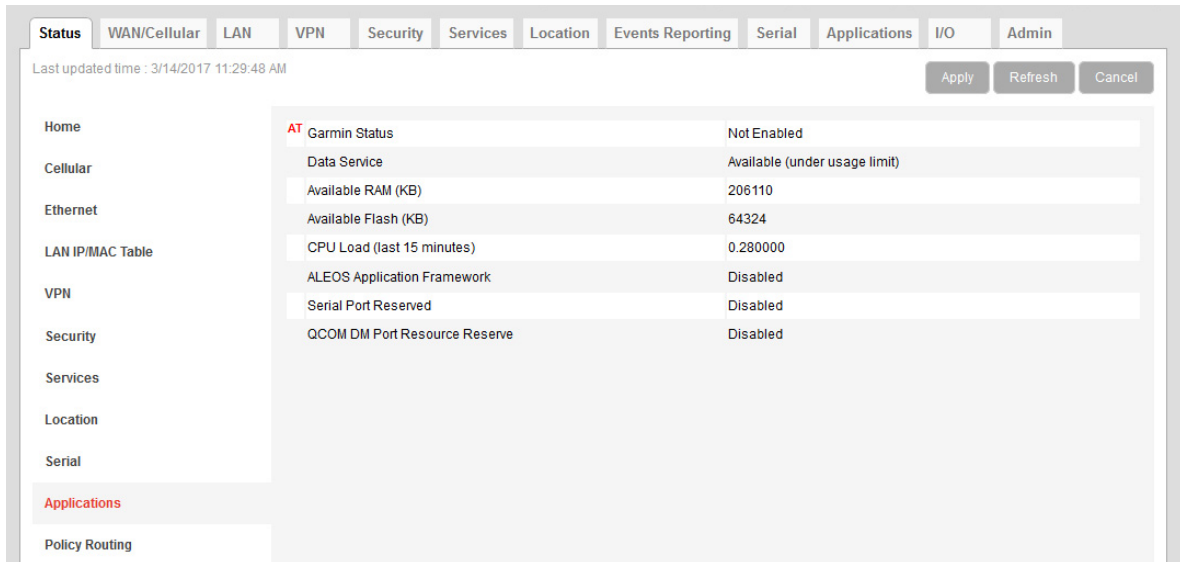 Status WAN/Cellular LAN VPN Security Services Location Events Reporting Serial Applications I/O Admin
Last updated time : 3/14/2017 11:29:48 AM
Apply Refresh Cancel
Home
Cellular
Ethernet
LAN IP/MAC Table
VPN
Security
Services
Location
Serial
Applications
Policy Routing
AT Garmin Status Not Enabled
Data Service Available (under usage limit)
Available RAM (KB) 206110
Available Flash (KB) 64324
CPU Load (last 15 minutes) 0.280000
ALEOS Application Framework Disabled
Serial Port Reserved Disabled
QCOM DM Port Resource Reserve Disabled